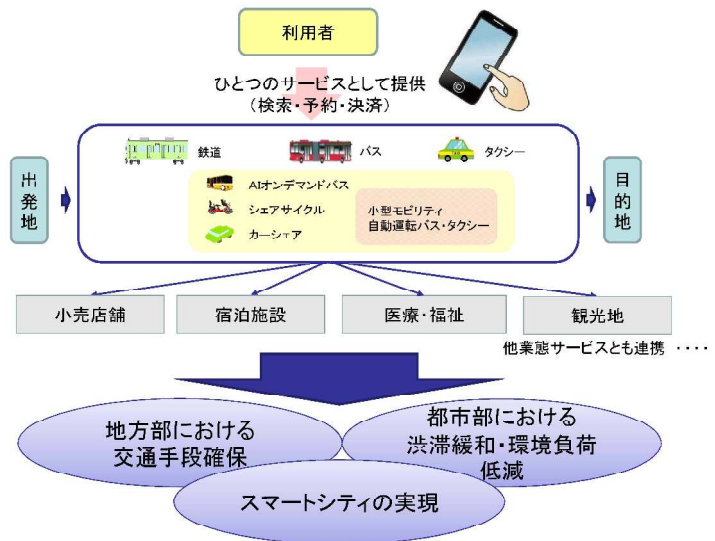 利用者
ひとつのサービスとして提供
(検索・予約・決済)
鉄道
バス
タクシー
出発地
AIオンデマンドバス
シェアサイクル
カーシェア
小型モビリティ
自動運転バス・タクシー
目的地
小売店舗
宿泊施設
医療・福祉
観光地
他業態サービスとも連携 ・・・・
地方部における
交通手段確保
都市部における
渋滞緩和・環境負荷
低減
スマートシティの実現